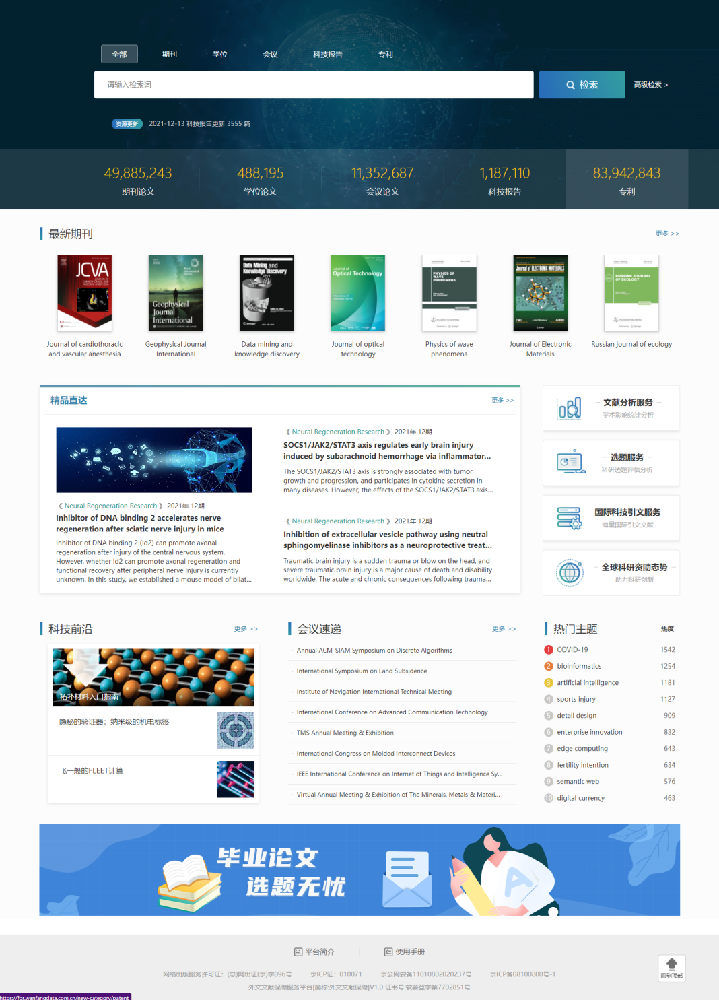 全部 期刊 学位 会议 科技报告 专利
请输入检索词 检索 高级检索 >
资源更新 2021-12-13 科技报告更新 3555 篇
49,885,243 488,195 11,352,687 1,187,110 83,942,843
期刊论文 学位论文 会议论文 科技报告 专利
最新期刊 更多 >>
JCVA
Geophysical
Journal
International
Data Mining and
Knowledge Discovery
Journal of
Optical Technology
PHYSICS OF
WAVE
PHENOMENA
Journal of ELECTRONIC MATERIALS
RUSSIAN JOURNAL
OF ECOLOGY
Journal of cardiothoracic
and vascular anesthesia
Geophysical Journal
International
Data mining and
knowledge discovery
Journal of optical
technology
Physics of wave
phenomena
Journal of Electronic
Materials
Russian journal of ecology
精品直达 更多 >>
《 Neural Regeneration Research 》 2021年 12期
Inhibitor of DNA binding 2 accelerates nerve
regeneration after sciatic nerve injury in mice
Inhibitor of DNA binding 2 (Id2) can promote axonal
regeneration after injury of the central nervous system.
However, whether Id2 can promote axonal regeneration and
functional recovery after peripheral nerve injury is currently
unknown. In this study, we established a mouse model of bilat...
《 Neural Regeneration Research 》 2021年 12期
SOCS1/JAK2/STAT3 axis regulates early brain injury
induced by subarachnoid hemorrhage via inflammator...
The SOCS1/JAK2/STAT3 axis is strongly associated with tumor
growth and progression, and participates in cytokine secretion in
many diseases. However, the effects of the SOCS1/JAK2/STAT3 axis...
《 Neural Regeneration Research 》 2021年 12期
Inhibition of extracellular vesicle pathway using neutral
sphingomyelinase inhibitors as a neuroprotective treat...
Traumatic brain injury is a sudden trauma or blow on the head, and
severe traumatic brain injury is a major cause of death and disability
worldwide. The acute and chronic consequences following trauma...
文献分析服务
学术影响统计分析
选题服务
科研选题评估分析
国际科技引文服务
海量国际引文文献
全球科研资助态势
助力科研创新
科技前沿 更多 >>
拓扑材料入门指南
隐秘的验证器：纳米级的机电标签
飞一般的FLEET计算
会议速递 更多 >>
· Annual ACM-SIAM Symposium on Discrete Algorithms
· International Symposium on Land Subsidence
· Institute of Navigation International Technical Meeting
· International Conference on Advanced Communication Technology
· TMS Annual Meeting & Exhibition
· International Congress on Molded Interconnect Devices
· IEEE International Conference on Internet of Things and Intelligence Sy...
· Virtual Annual Meeting & Exhibition of The Minerals, Metals & Materi...
热门主题 热度
1 COVID-19 1542
2 bioinformatics 1254
3 artificial intelligence 1181
4 sports injury 1127
5 detail design 909
6 enterprise innovation 832
7 edge computing 643
8 fertility intention 634
9 semantic web 576
10 digital currency 463
毕业论文
选题无忧
平台简介 使用手册
网络出版服务许可证：(总)网出证(京)字096号 京ICP证：010071 京公网安备11010802020237号 京ICP备08100800号-1
外文文献保障服务平台[简称:外文文献保障]V1.0 证书号:软著登字第7702851号
回到顶部
https://for.wanfangdata.com.cn/new-category/patent